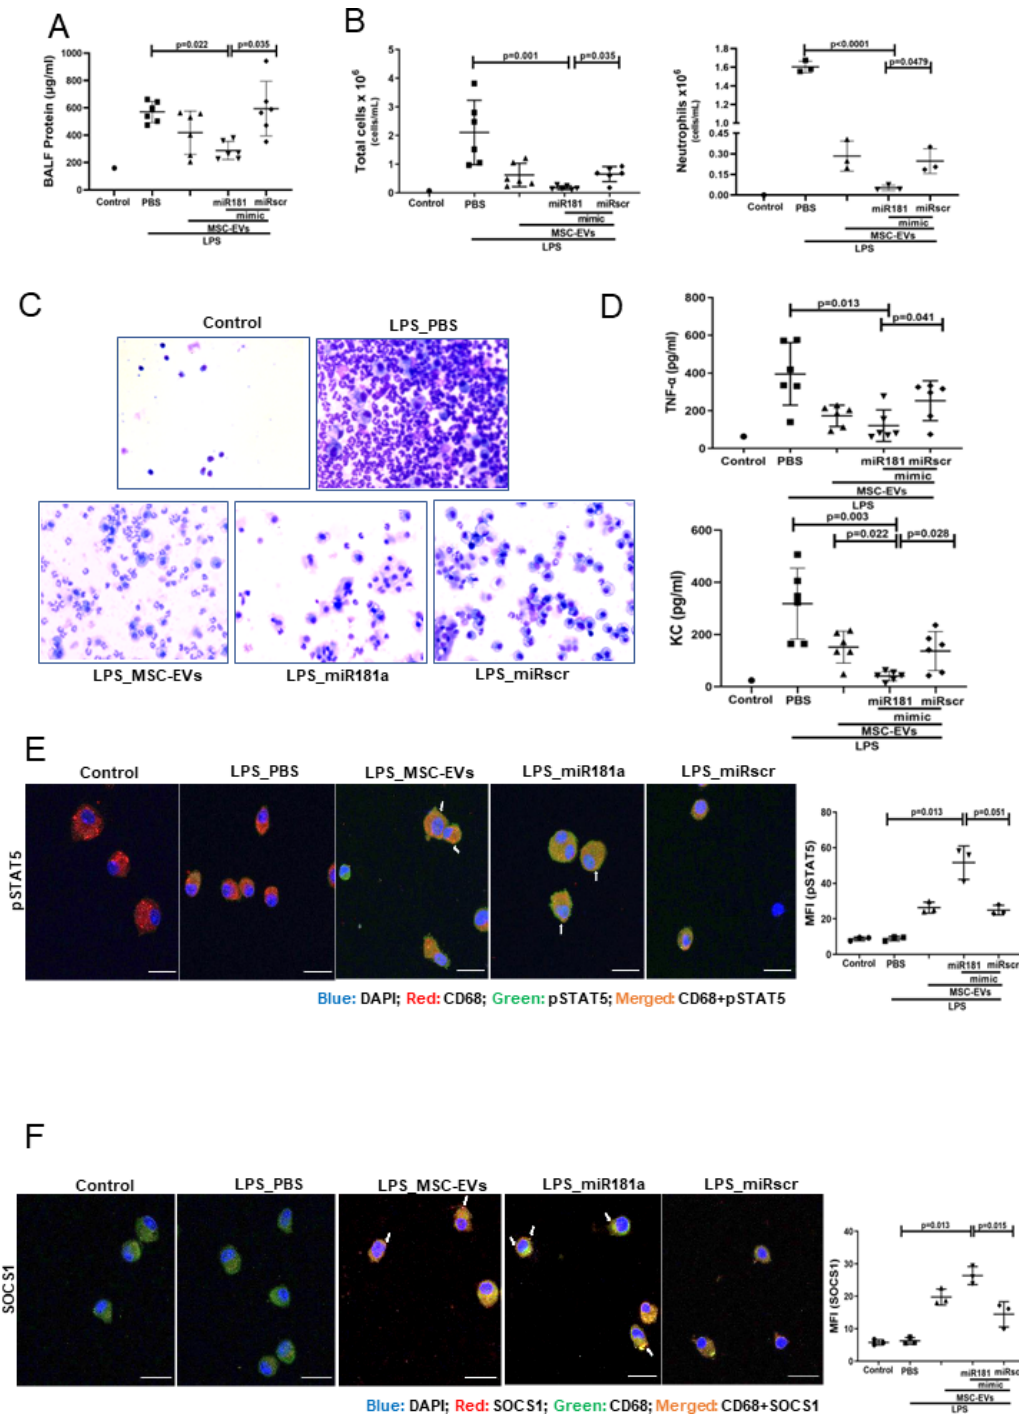 A
BALF Protein (µg/ml)
1000
800
600
400
200
0
p=0.022
p=0.035
Control
PBS
miR181
miRscr
mimic
MSC-EVs
LPS
B
Total cells x 10⁶
(cells/mL)
5
4
3
2
1
0
p=0.001
p=0.035
Control
PBS
miR181
miRscr
mimic
MSC-EVs
LPS
Neutrophils x10⁶
(cells/mL)
1.8
1.6
1.4
1.2
1.0
0.45
0.30
0.15
0.00
p<0.0001
p=0.0479
Control
PBS
miR181
miRscr
mimic
MSC-EVs
LPS
C
Control
LPS_PBS
LPS_MSC-EVs
LPS_miR181a
LPS_miRscr
D
TNF-α (pg/ml)
800
600
400
200
0
p=0.013
p=0.041
Control
PBS
miR181 miRscr
mimic
MSC-EVs
LPS
KC (pg/ml)
600
400
200
0
p=0.003
p=0.022
p=0.028
Control
PBS
miR181
miRscr
mimic
MSC-EVs
LPS
E
Control
LPS_PBS
LPS_MSC-EVs
LPS_miR181a
LPS_miRscr
pSTAT5
Blue: DAPI; Red: CD68; Green: pSTAT5; Merged: CD68+pSTAT5
MFI (pSTAT5)
80
60
40
20
0
p=0.013
p=0.051
Control
PBS
miR181
miRscr
mimic
MSC-EVs
LPS
F
Control
LPS_PBS
LPS_MSC-EVs
LPS_miR181a
LPS_miRscr
SOCS1
Blue: DAPI; Red: SOCS1; Green: CD68; Merged: CD68+SOCS1
MFI (SOCS1)
40
30
20
10
0
p=0.013
p=0.015
Control
PBS
miR181
miRsc
mimic
MSC-EVs
LPS